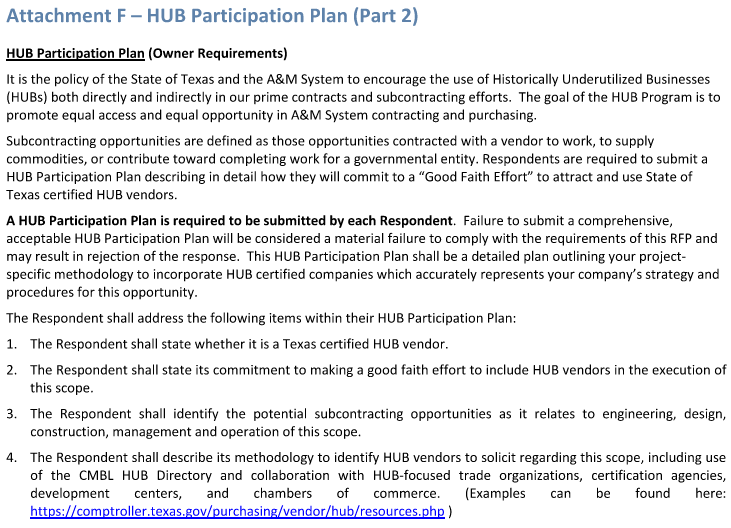 Attachment F – HUB Participation Plan (Part 2)
HUB Participation Plan (Owner Requirements)
It is the policy of the State of Texas and the A&M System to encourage the use of Historically Underutilized Businesses
(HUBs) both directly and indirectly in our prime contracts and subcontracting efforts. The goal of the HUB Program is to
promote equal access and equal opportunity in A&M System contracting and purchasing.
Subcontracting opportunities are defined as those opportunities contracted with a vendor to work, to supply
commodities, or contribute toward completing work for a governmental entity. Respondents are required to submit a
HUB Participation Plan describing in detail how they will commit to a “Good Faith Effort” to attract and use State of
Texas certified HUB vendors.
A HUB Participation Plan is required to be submitted by each Respondent. Failure to submit a comprehensive,
acceptable HUB Participation Plan will be considered a material failure to comply with the requirements of this RFP and
may result in rejection of the response. This HUB Participation Plan shall be a detailed plan outlining your project-
specific methodology to incorporate HUB certified companies which accurately represents your company’s strategy and
procedures for this opportunity.
The Respondent shall address the following items within their HUB Participation Plan:
1. The Respondent shall state whether it is a Texas certified HUB vendor.
2. The Respondent shall state its commitment to making a good faith effort to include HUB vendors in the execution of
this scope.
3. The Respondent shall identify the potential subcontracting opportunities as it relates to engineering, design,
construction, management and operation of this scope.
4. The Respondent shall describe its methodology to identify HUB vendors to solicit regarding this scope, including use
of the CMBL HUB Directory and collaboration with HUB-focused trade organizations, certification agencies,
development centers, and chambers of commerce. (Examples can be found here:
https://comptroller.texas.gov/purchasing/vendor/hub/resources.php )